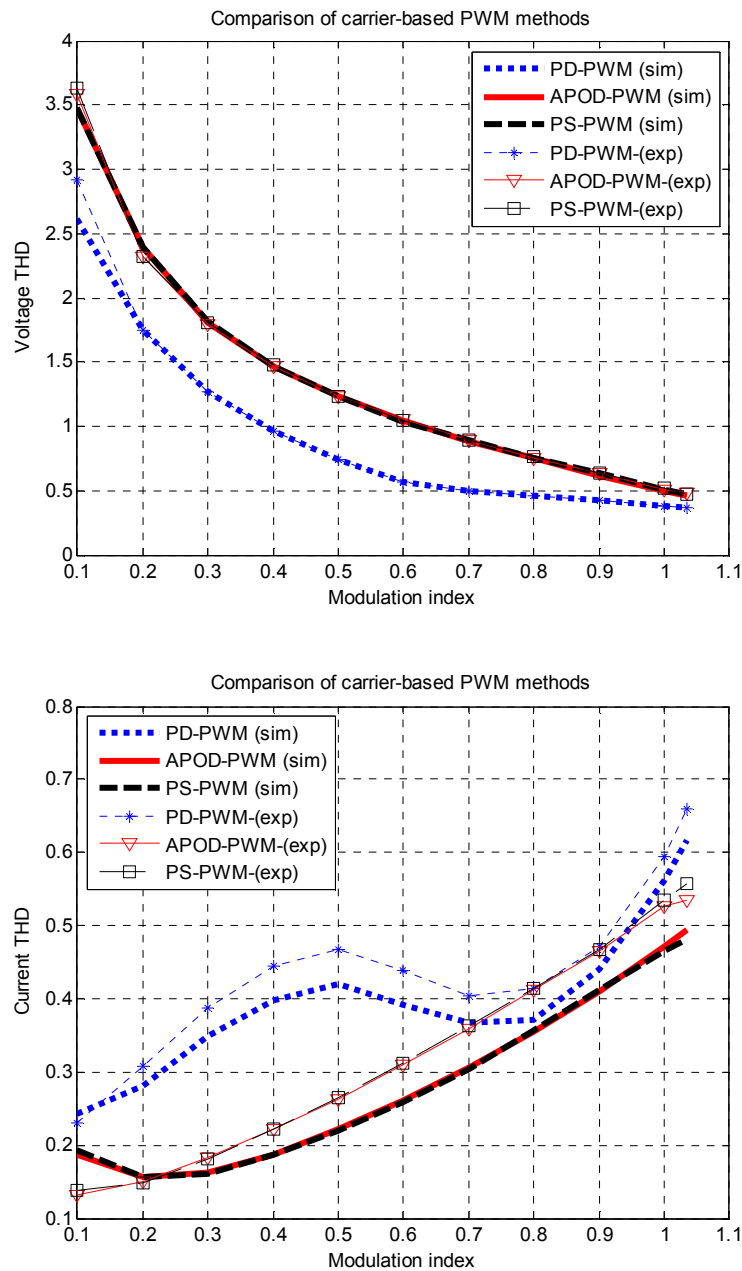 Comparison of carrier-based PWM methods
4
3.5
3
2.5
2
1.5
1
0.5
0
Voltage THD
PD-PWM (sim)
APOD-PWM (sim)
PS-PWM (sim)
PD-PWM-(exp)
APOD-PWM-(exp)
PS-PWM-(exp)
0.1 0.2 0.3 0.4 0.5 0.6 0.7 0.8 0.9 1 1.1
Modulation index
Comparison of carrier-based PWM methods
0.8
0.7
0.6
0.5
0.4
0.3
0.2
0.1
Current THD
PD-PWM (sim)
APOD-PWM (sim)
PS-PWM (sim)
PD-PWM-(exp)
APOD-PWM-(exp)
PS-PWM-(exp)
0.1 0.2 0.3 0.4 0.5 0.6 0.7 0.8 0.9 1 1.1
Modulation index